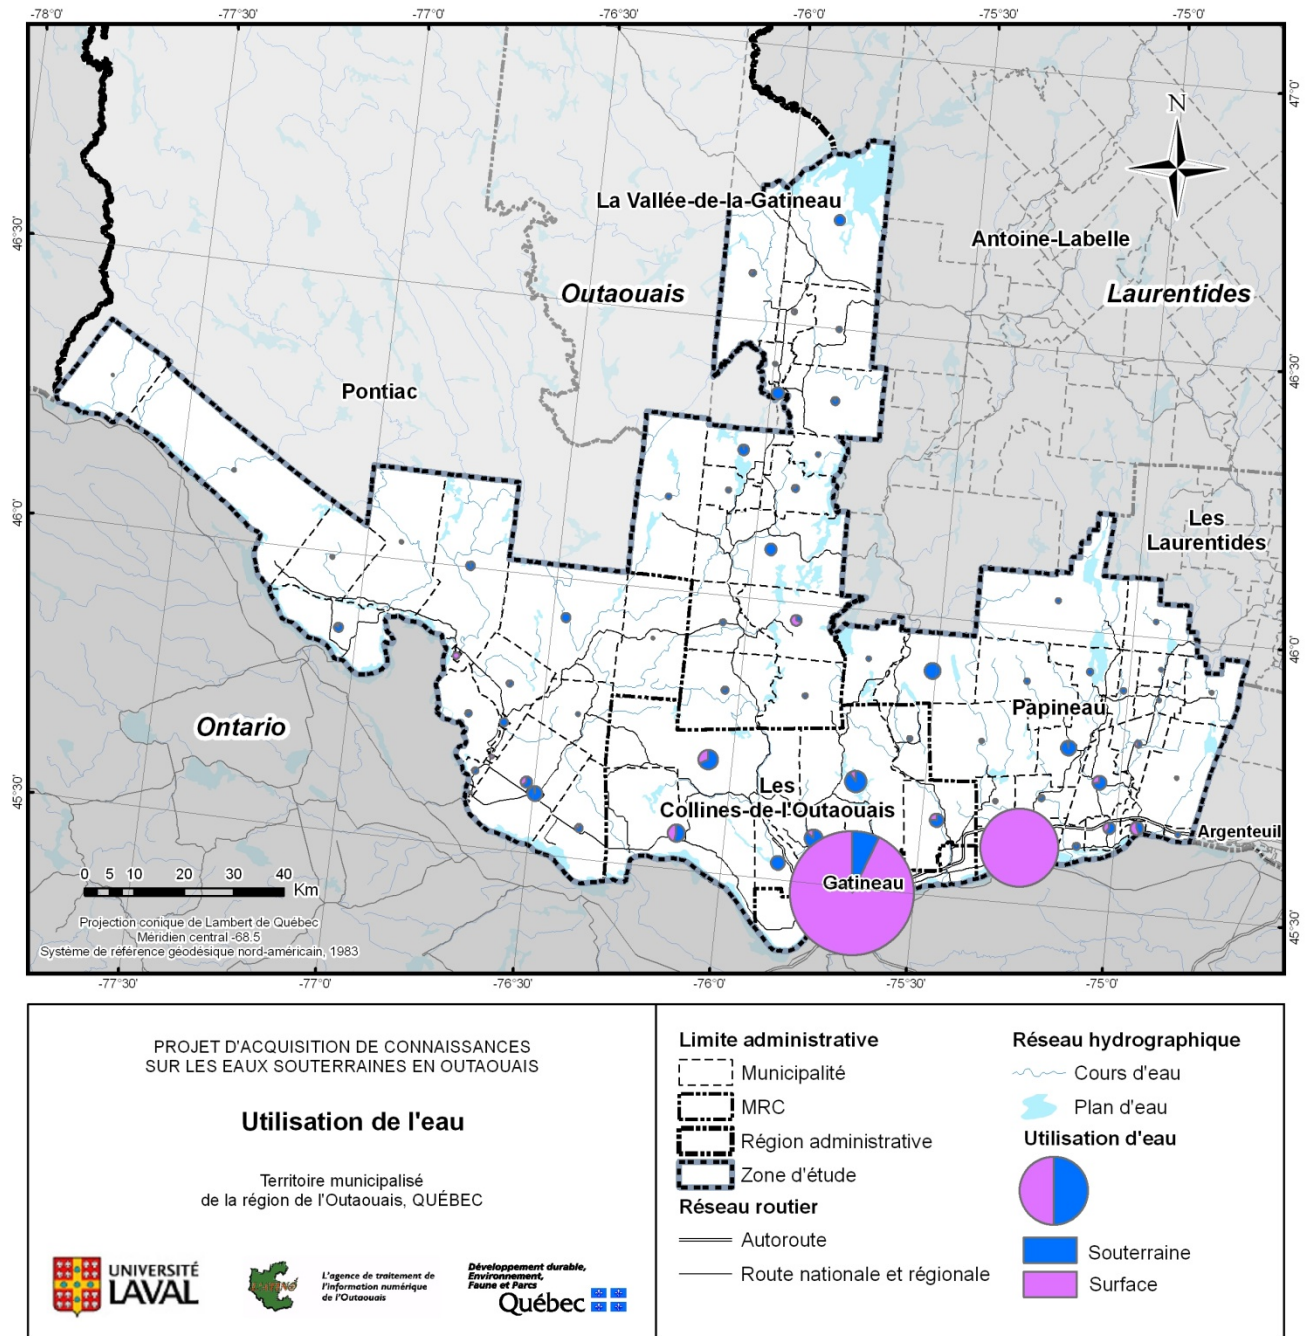 -78°0'
-77°30'
-77°0'
-76°30'
-76°0'
-75°30'
-75°0'
47°0'
N
La Vallée-de-la-Gatineau
46°30'
Antoine-Labelle
Outaouais
Laurentides
46°30'
Pontiac
46°0'
Les
Laurentides
46°0'
Papineau
Ontario
45°30'
Les
Collines-de-l'Outaouais
Argenteuil
Gatineau
0 5 10 20 30 40
Km
Projection conique de Lambert de Québec
Méridien central -68.5
Système de référence géodésique nord-américain, 1983
45°30'
-77°30'
-77°0'
-76°30'
-76°0'
-75°30'
-75°0'
PROJET D'ACQUISITION DE CONNAISSANCES
SUR LES EAUX SOUTERRAINES EN OUTAOUAIS
Utilisation de l'eau
Territoire municipalisé
de la région de l'Outaouais, QUÉBEC
UNIVERSITÉ
LAVAL
L'agence de traitement de
l'information numérique
de l'Outaouais
Développement durable,
Environnement,
Faune et Parcs
Québec
Limite administrative
Municipalité
MRC
Région administrative
Zone d'étude
Réseau routier
Autoroute
Route nationale et régionale
Réseau hydrographique
Cours d'eau
Plan d'eau
Utilisation d'eau
Souterraine
Surface